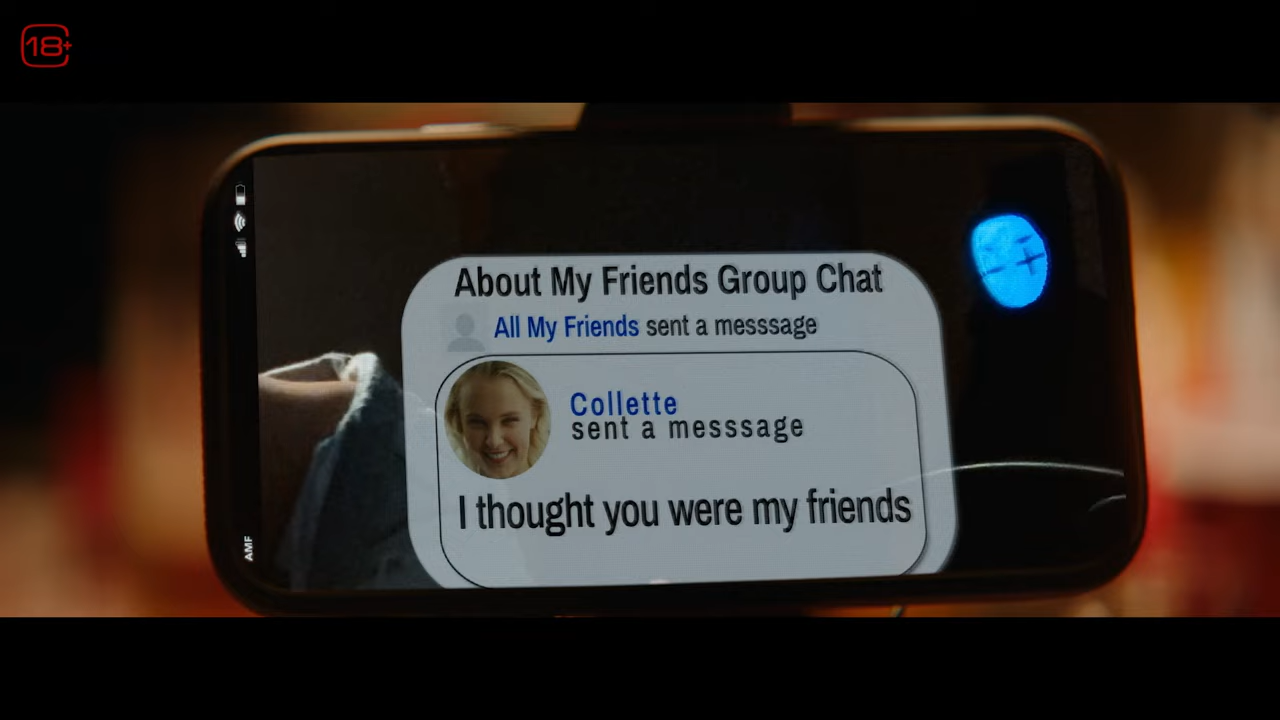 18+
About My Friends Group Chat
All My Friends sent a messsage
Collette
sent a messsage
I thought you were my friends
AMF